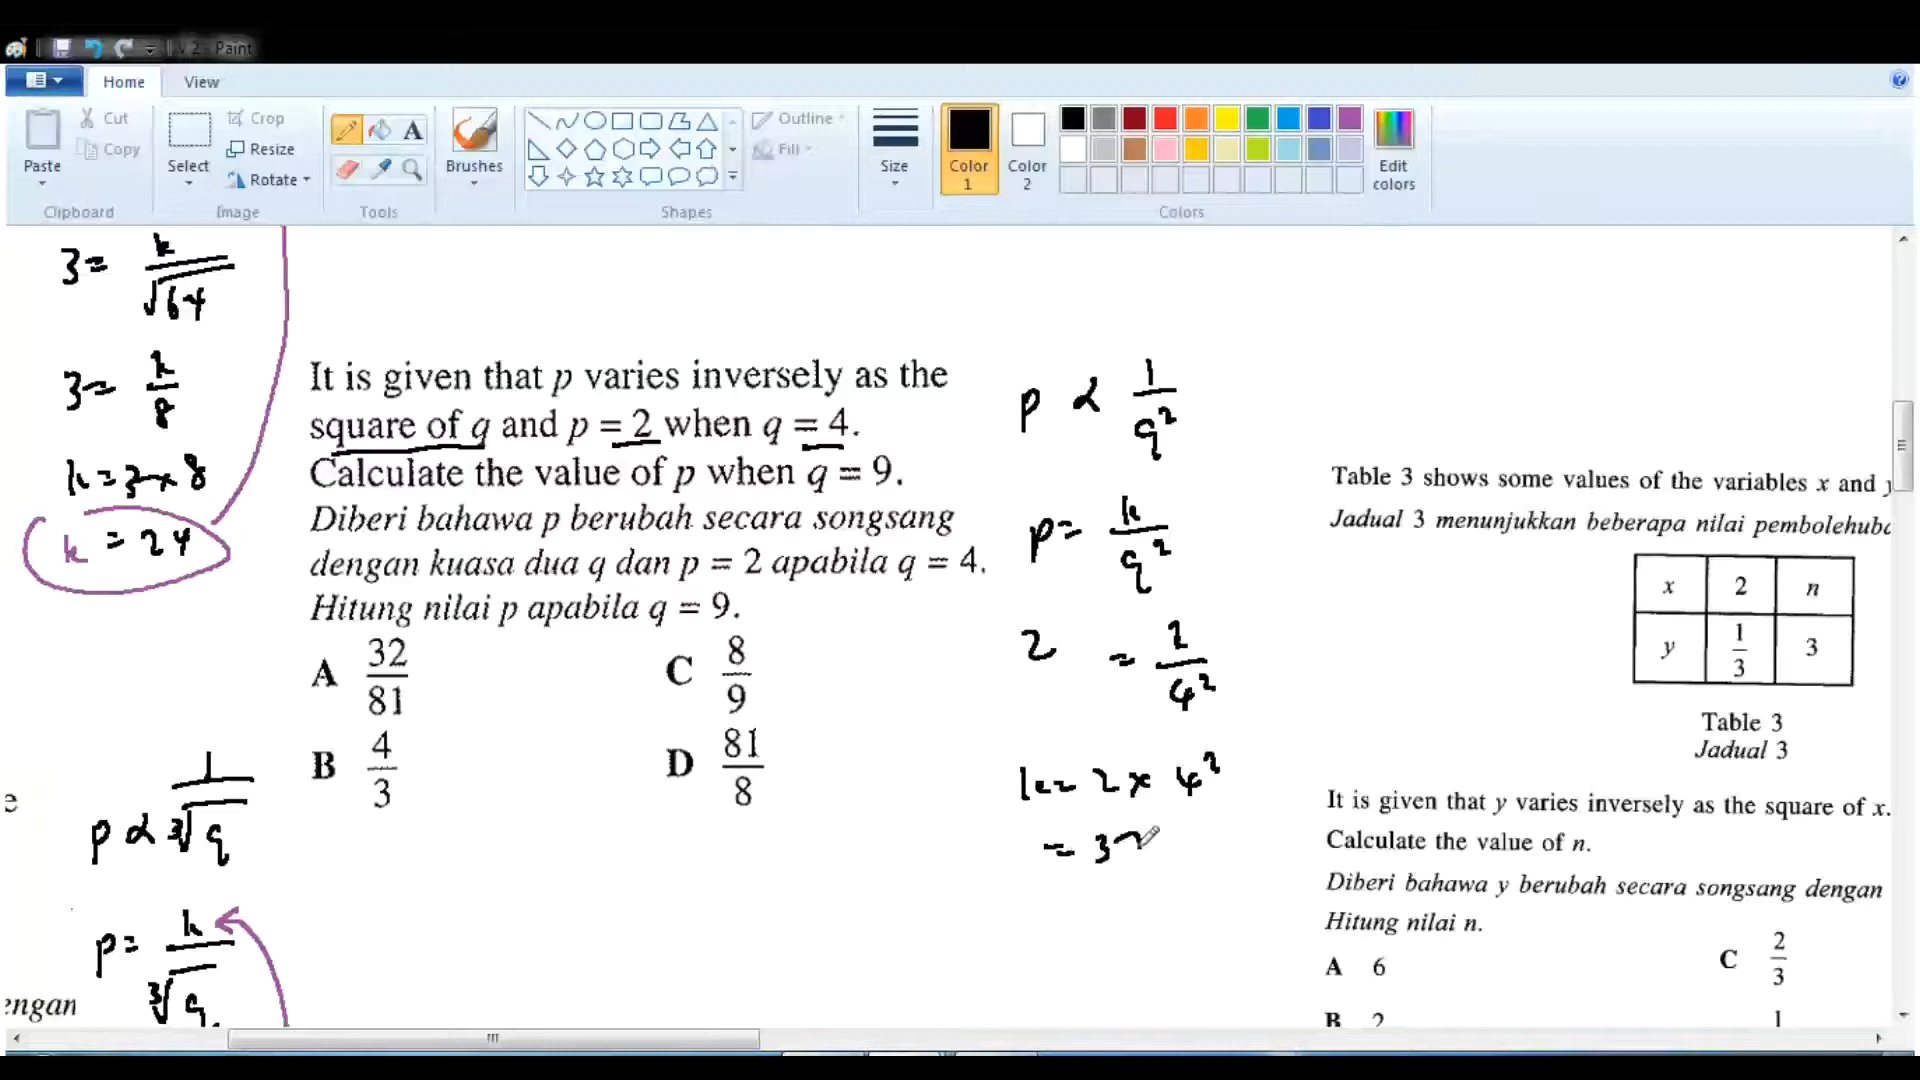 v 2 - Paint
Home View
Paste
Cut
Copy
Clipboard
Select
Crop
Resize
Rotate
Image
A
Tools
Brushes
Shapes
Outline
Fill
Size
Color 1
Color 2
Colors
Edit colors
3 = k/√64
3 = k/8
k = 3 × 8
k = 24
p ∝ 1/∛q
p = k/∛q
e
engan
It is given that p varies inversely as the
square of q and p = 2 when q = 4.
Calculate the value of p when q = 9.
Diberi bahawa p berubah secara songsang
dengan kuasa dua q dan p = 2 apabila q = 4.
Hitung nilai p apabila q = 9.
A 32/81 C 8/9
B 4/3 D 81/8
p ∝ 1/q²
p = k/q²
2 = 2/4²
k = 2 × 4²
= 3
Table 3 shows some values of the variables x and
Jadual 3 menunjukkan beberapa nilai
x 2 n
y 1/3 3
Table 3
Jadual 3
It is given that y varies inversely as the square of x.
Calculate the value of n.
Diberi bahawa y berubah secara songsang dengan
Hitung nilai n.
A 6 C 2/3
B 2 1